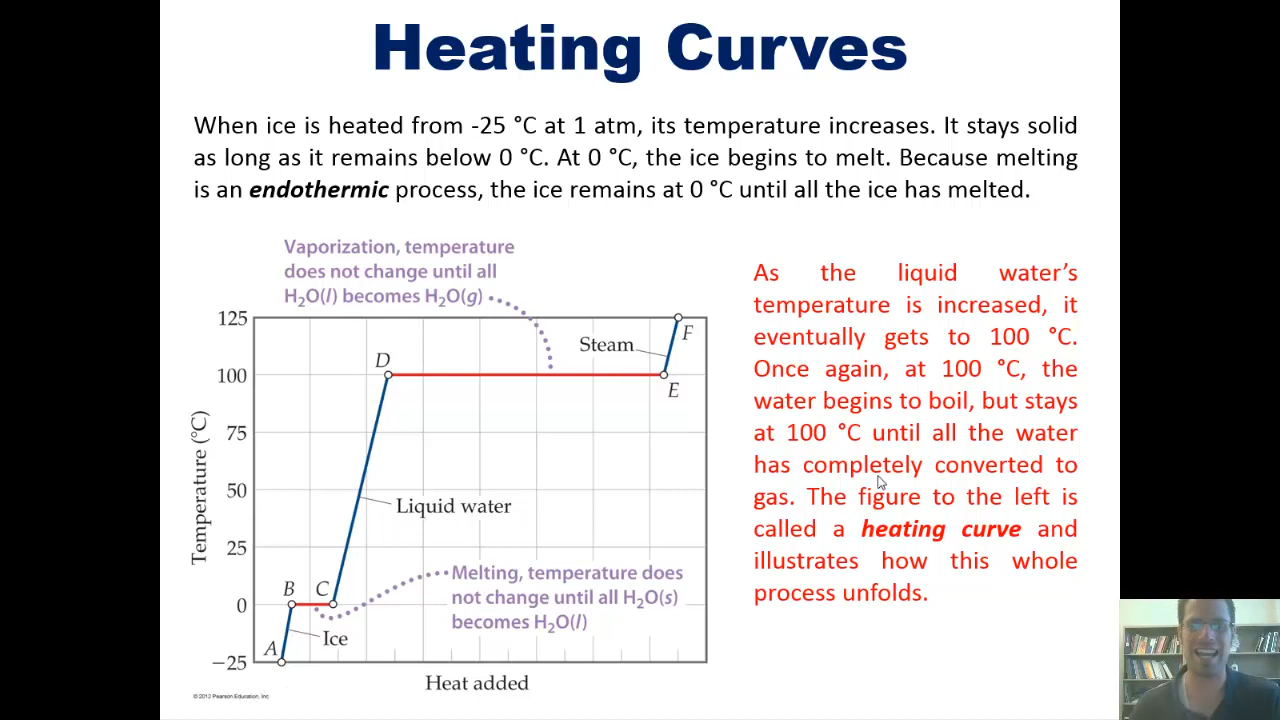 Heating Curves
When ice is heated from -25 °C at 1 atm, its temperature increases. It stays solid
as long as it remains below 0 °C. At 0 °C, the ice begins to melt. Because melting
is an endothermic process, the ice remains at 0 °C until all the ice has melted.
Vaporization, temperature
does not change until all
H₂O(l) becomes H₂O(g)
125
100
75
50
25
0
−25
Temperature (°C)
A
B
C
D
E
F
Steam
Liquid water
Melting, temperature does
not change until all H₂O(s)
becomes H₂O(l)
Ice
Heat added
© 2012 Pearson Education, Inc.
As the liquid water's
temperature is increased, it
eventually gets to 100 °C.
Once again, at 100 °C, the
water begins to boil, but stays
at 100 °C until all the water
has completely converted to
gas. The figure to the left is
called a heating curve and
illustrates how this whole
process unfolds.